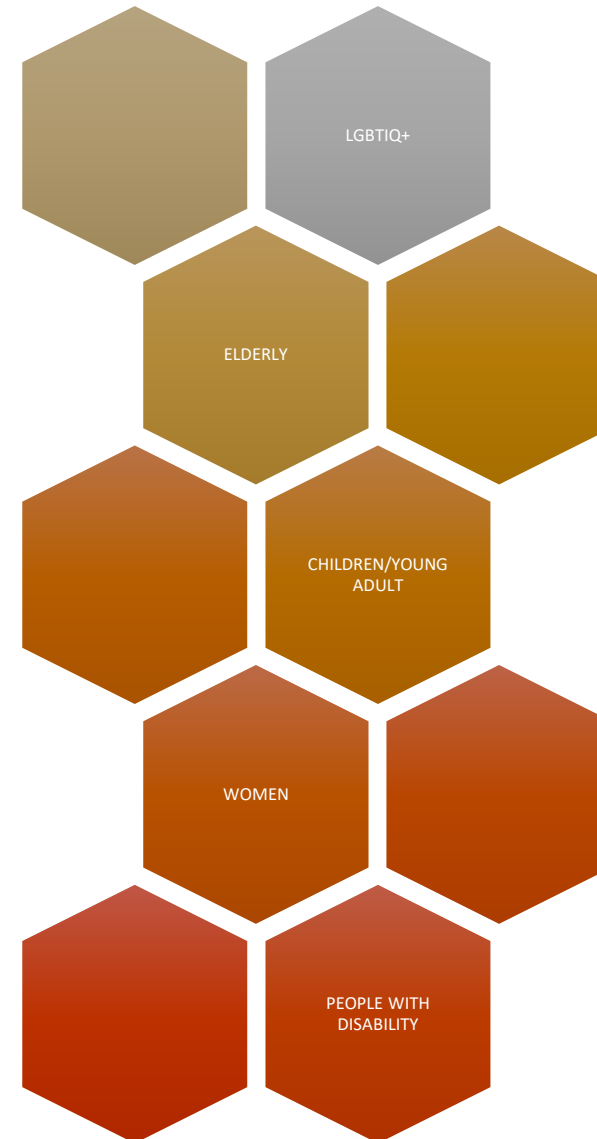 LGBTIQ+
ELDERLY
CHILDREN/YOUNG
ADULT
WOMEN
PEOPLE WITH
DISABILITY